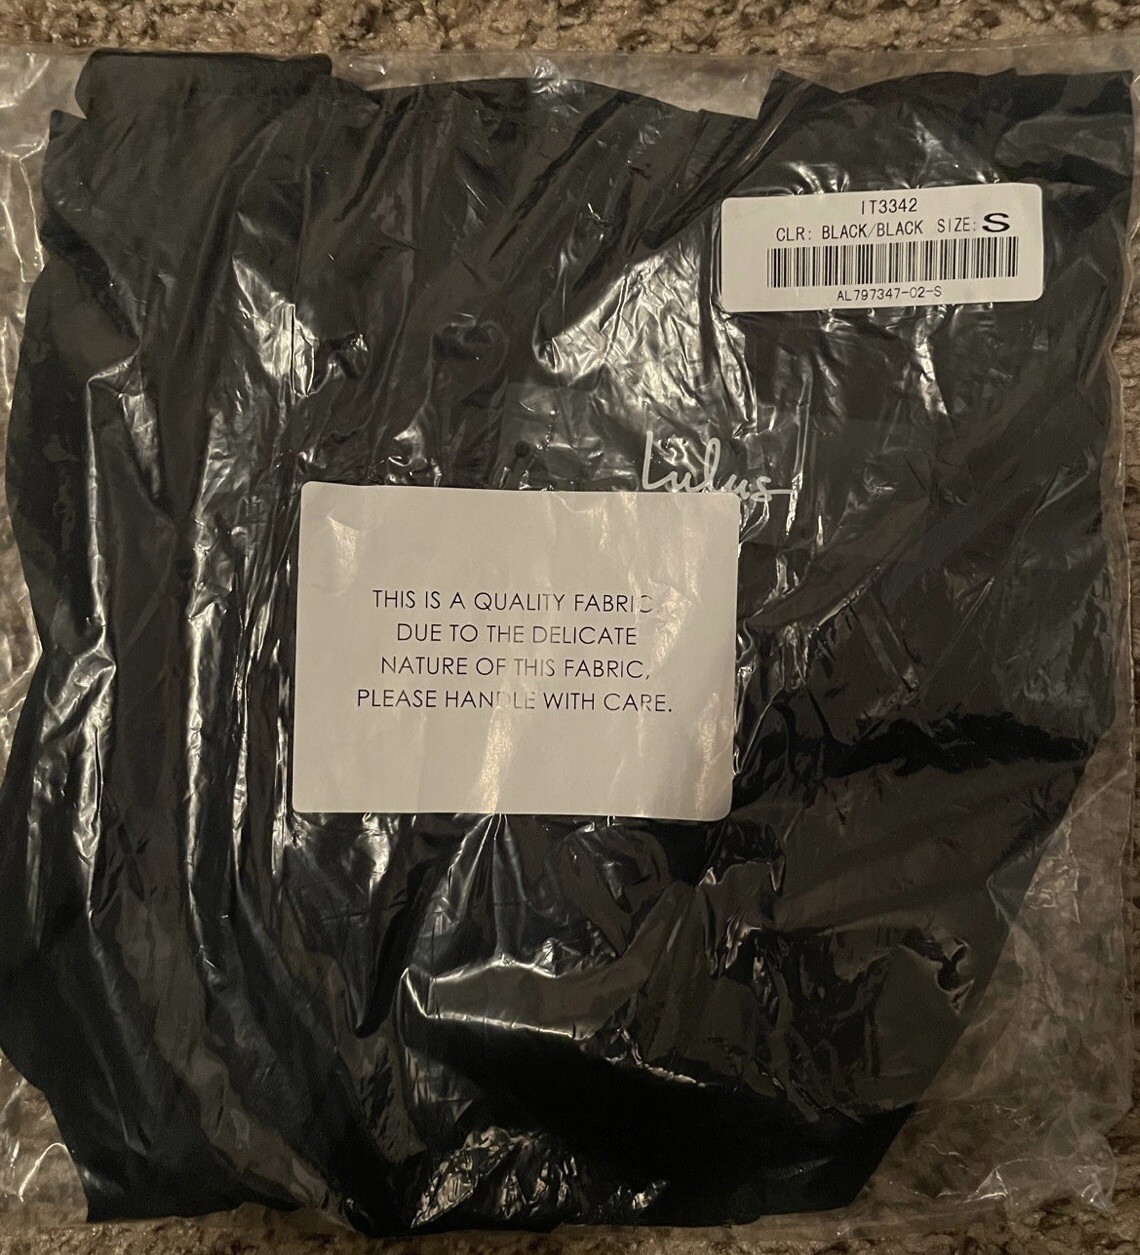 IT3342
CLR: BLACK/BLACK SIZE: S
AL797347-02-S
Lulus
THIS IS A QUALITY FABRIC.
DUE TO THE DELICATE
NATURE OF THIS FABRIC,
PLEASE HANDLE WITH CARE.